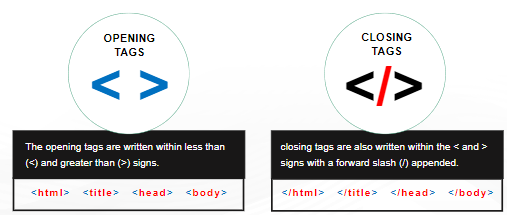 OPENING
TAGS
< >
The opening tags are written within less than
(<) and greater than (>) signs.
<html> <title> <head> <body>
CLOSING
TAGS
</>
closing tags are also written within the < and >
signs with a forward slash (/) appended.
</html> </title> </head> </body>